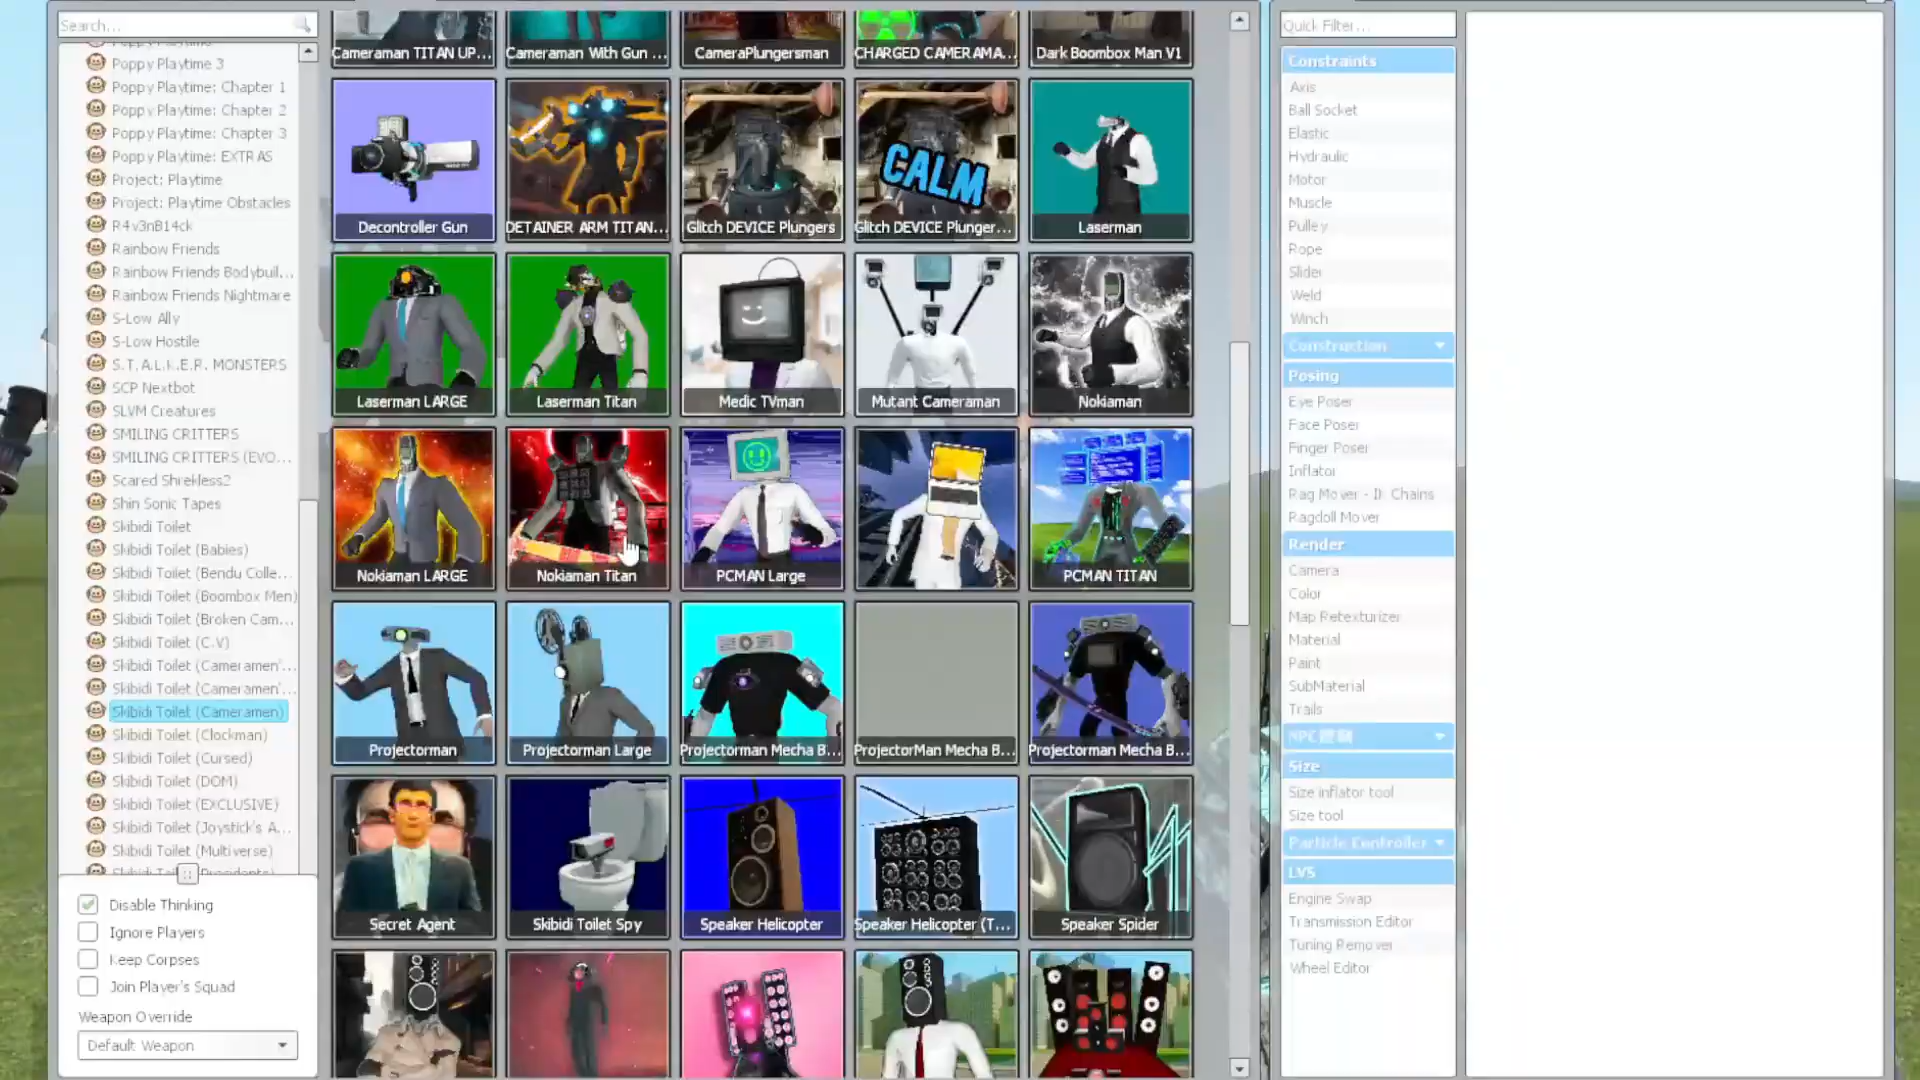 Search...
Poppy Playtime
Poppy Playtime 3
Poppy Playtime: Chapter 1
Poppy Playtime: Chapter 2
Poppy Playtime: Chapter 3
Poppy Playtime: EXTRAS
Project: Playtime
Project: Playtime Obstacles
R4v3nB14ck
Rainbow Friends
Rainbow Friends Bodybuil...
Rainbow Friends Nightmare
S-Low Ally
S-Low Hostile
S.T.A.L.K.E.R. MONSTERS
SCP Nextbot
SLVM Creatures
SMILING CRITTERS
SMILING CRITTERS (EVO...
Scared Shrekless2
Shin Sonic Tapes
Skibidi Toilet
Skibidi Toilet (Babies)
Skibidi Toilet (Bendu Colle...
Skibidi Toilet (Boombox Men)
Skibidi Toilet (Broken Cam...
Skibidi Toilet (C.V)
Skibidi Toilet (Cameramen'...
Skibidi Toilet (Cameramen'...
Skibidi Toilet (Cameramen)
Skibidi Toilet (Clockman)
Skibidi Toilet (Cursed)
Skibidi Toilet (DOM)
Skibidi Toilet (EXCLUSIVE)
Skibidi Toilet (Joystick's A...
Skibidi Toilet (Multiverse)
Disable Thinking
Ignore Players
Keep Corpses
Join Player's Squad
Weapon Override
Default Weapon
Cameraman TITAN UP...
Cameraman With Gun ...
CameraPlungersman
CHARGED CAMERAMA...
Dark Boombox Man V1
CALM
Decontroller Gun
DETAINER ARM TITAN...
Glitch DEVICE Plungers
Glitch DEVICE Plunger...
Laserman
Laserman LARGE
Laserman Titan
Medic TVman
Mutant Cameraman
Nokiaman
Nokiaman LARGE
Nokiaman Titan
PCMAN Large
PCMAN TITAN
Projectorman
Projectorman Large
Projectorman Mecha B...
ProjectorMan Mecha B...
Projectorman Mecha B...
Secret Agent
Skibidi Toilet Spy
Speaker Helicopter
Speaker Helicopter (T...
Speaker Spider
Quick Filter...
Constraints
Axis
Ball Socket
Elastic
Hydraulic
Motor
Muscle
Pulley
Rope
Slider
Weld
Winch
Construction
Posing
Eye Poser
Face Poser
Finger Poser
Inflator
Rag Mover - IK Chains
Ragdoll Mover
Render
Camera
Color
Map Retexturizer
Material
Paint
SubMaterial
Trails
NPC
Size
Size inflator tool
Size tool
Particle Controller
LVS
Engine Swap
Transmission Editor
Tuning Remover
Wheel Editor